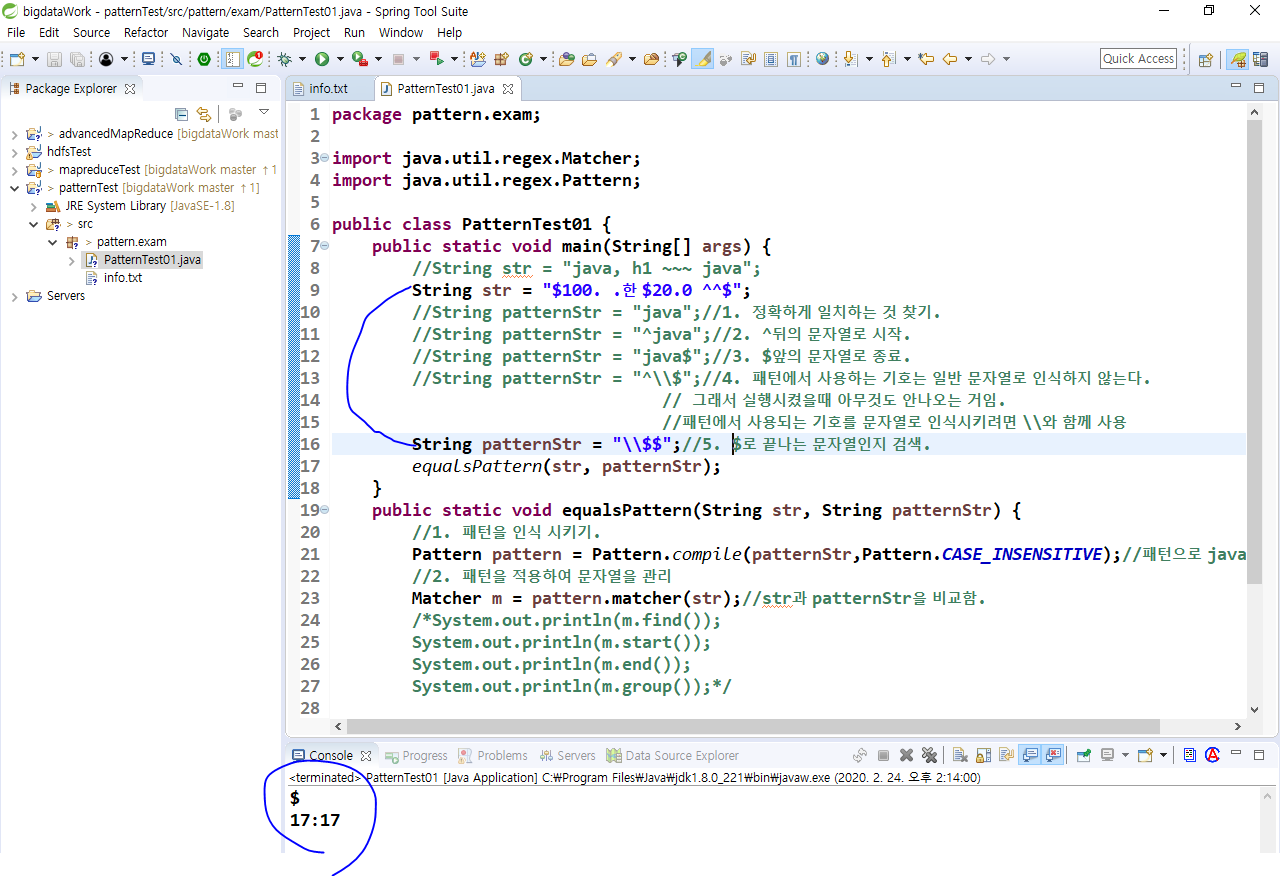 bigdataWork - patternTest/src/pattern/exam/PatternTest01.java - Spring Tool Suite
File Edit Source Refactor Navigate Search Project Run Window Help
Quick Access
Package Explorer
> advancedMapReduce [bigdataWork mast
hdfsTest
> mapreduceTest [bigdataWork master ↑1
> patternTest [bigdataWork master ↑1]
JRE System Library [JavaSE-1.8]
> src
> pattern.exam
PatternTest01.java
info.txt
Servers
info.txt PatternTest01.java
1 package pattern.exam;
2
3 import java.util.regex.Matcher;
4 import java.util.regex.Pattern;
5
6 public class PatternTest01 {
7 public static void main(String[] args) {
8 //String str = "java, h1 ~~~ java";
9 String str = "$100. .한 $20.0 ^^$";
10 //String patternStr = "java";//1. 정확하게 일치하는 것 찾기.
11 //String patternStr = "^java";//2. ^뒤의 문자열로 시작.
12 //String patternStr = "java$";//3. $앞의 문자열로 종료.
13 //String patternStr = "^\\$";//4. 패턴에서 사용하는 기호는 일반 문자열로 인식하지 않는다.
14 // 그래서 실행시켰을때 아무것도 안나오는 거임.
15 //패턴에서 사용되는 기호를 문자열로 인식시키려면 \\와 함께 사용
16 String patternStr = "\\$$";//5. $로 끝나는 문자열인지 검색.
17 equalsPattern(str, patternStr);
18 }
19 public static void equalsPattern(String str, String patternStr) {
20 //1. 패턴을 인식 시키기.
21 Pattern pattern = Pattern.compile(patternStr,Pattern.CASE_INSENSITIVE);//패턴으로 java
22 //2. 패턴을 적용하여 문자열을 관리
23 Matcher m = pattern.matcher(str);//str과 patternStr을 비교함.
24 /*System.out.println(m.find());
25 System.out.println(m.start());
26 System.out.println(m.end());
27 System.out.println(m.group());*/
28
Console Progress Problems Servers Data Source Explorer
<terminated> PatternTest01 [Java Application] C:₩Program Files₩Java₩jdk1.8.0_221₩bin₩javaw.exe (2020. 2. 24. 오후 2:14:00)
$
17:17